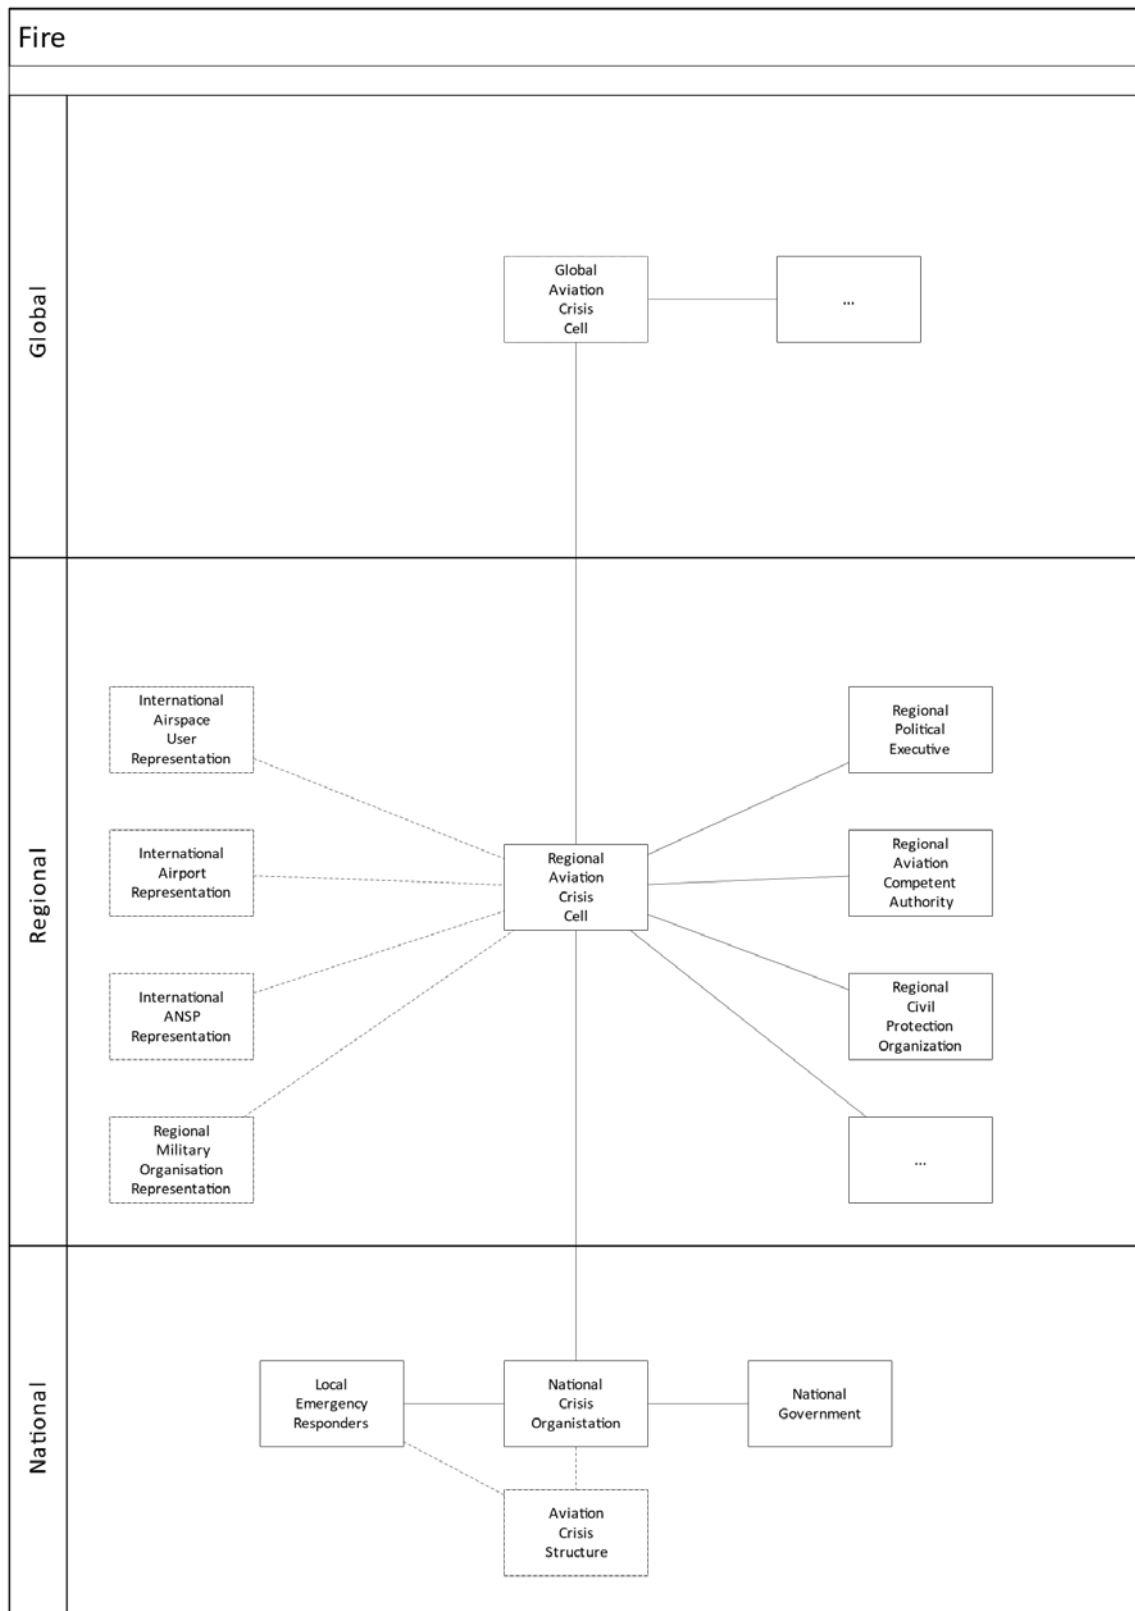 Fire
Global
Global
Aviation
Crisis
Cell
...
Regional
International
Airspace
User
Representation
Regional
Political
Executive
International
Airport
Representation
Regional
Aviation
Crisis
Cell
Regional
Aviation
Competent
Authority
International
ANSP
Representation
Regional
Civil
Protection
Organization
Regional
Military
Organisation
Representation
...
National
Local
Emergency
Responders
National
Crisis
Organistation
National
Government
Aviation
Crisis
Structure